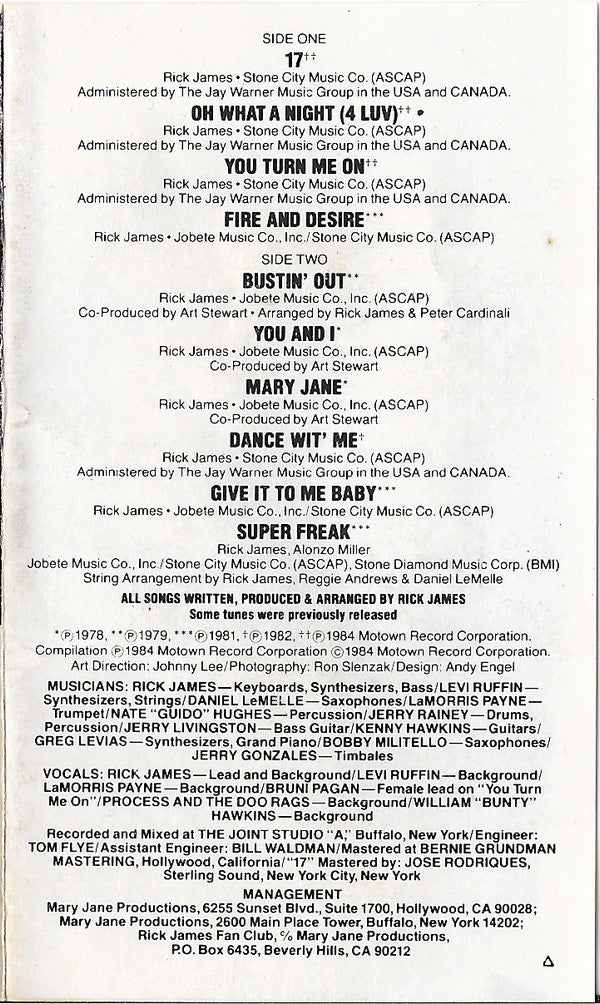 SIDE ONE
17††
Rick James • Stone City Music Co. (ASCAP)
Administered by The Jay Warner Music Group in the USA and CANADA.
OH WHAT A NIGHT (4 LUV)†† •
Rick James • Stone City Music Co. (ASCAP)
Administered by The Jay Warner Music Group in the USA and CANADA.
YOU TURN ME ON††
Rick James • Stone City Music Co. (ASCAP)
Administered by The Jay Warner Music Group in the USA and CANADA.
FIRE AND DESIRE***
Rick James • Jobete Music Co., Inc./Stone City Music Co. (ASCAP)
SIDE TWO
BUSTIN' OUT**
Rick James • Jobete Music Co., Inc. (ASCAP)
Co-Produced by Art Stewart • Arranged by Rick James & Peter Cardinali
YOU AND I*
Rick James • Jobete Music Co., Inc. (ASCAP)
Co-Produced by Art Stewart
MARY JANE*
Rick James • Jobete Music Co., Inc. (ASCAP)
Co-Produced by Art Stewart
DANCE WIT' ME†
Rick James • Stone City Music Co. (ASCAP)
Administered by The Jay Warner Music Group in the USA and CANADA.
GIVE IT TO ME BABY***
Rick James • Jobete Music Co., Inc./Stone City Music Co. (ASCAP)
SUPER FREAK***
Rick James, Alonzo Miller
Jobete Music Co., Inc./Stone City Music Co. (ASCAP), Stone Diamond Music Corp. (BMI)
String Arrangement by Rick James, Reggie Andrews & Daniel LeMelle
ALL SONGS WRITTEN, PRODUCED & ARRANGED BY RICK JAMES
Some tunes were previously released
*Ⓟ1978, **Ⓟ1979, ***Ⓟ1981, †Ⓟ1982, ††Ⓟ1984 Motown Record Corporation.
Compilation Ⓟ1984 Motown Record Corporation Ⓒ1984 Motown Record Corporation.
Art Direction: Johnny Lee/Photography: Ron Slenzak/Design: Andy Engel
MUSICIANS: RICK JAMES—Keyboards, Synthesizers, Bass/LEVI RUFFIN—
Synthesizers, Strings/DANIEL LeMELLE—Saxophones/LaMORRIS PAYNE—
Trumpet/NATE "GUIDO" HUGHES—Percussion/JERRY RAINEY—Drums,
Percussion/JERRY LIVINGSTON—Bass Guitar/KENNY HAWKINS—Guitars/
GREG LEVIAS—Synthesizers, Grand Piano/BOBBY MILITELLO—Saxophones/
JERRY GONZALES—Timbales
VOCALS: RICK JAMES—Lead and Background/LEVI RUFFIN—Background/
LaMORRIS PAYNE—Background/BRUNI PAGAN—Female lead on "You Turn
Me On"/PROCESS AND THE DOO RAGS—Background/WILLIAM "BUNTY"
HAWKINS—Background
Recorded and Mixed at THE JOINT STUDIO "A," Buffalo, New York/Engineer:
TOM FLYE/Assistant Engineer: BILL WALDMAN/Mastered at BERNIE GRUNDMAN
MASTERING, Hollywood, California/"17" Mastered by: JOSE RODRIQUES,
Sterling Sound, New York City, New York
MANAGEMENT
Mary Jane Productions, 6255 Sunset Blvd., Suite 1700, Hollywood, CA 90028;
Mary Jane Productions, 2600 Main Place Tower, Buffalo, New York 14202;
Rick James Fan Club, ℅ Mary Jane Productions,
P.O. Box 6435, Beverly Hills, CA 90212